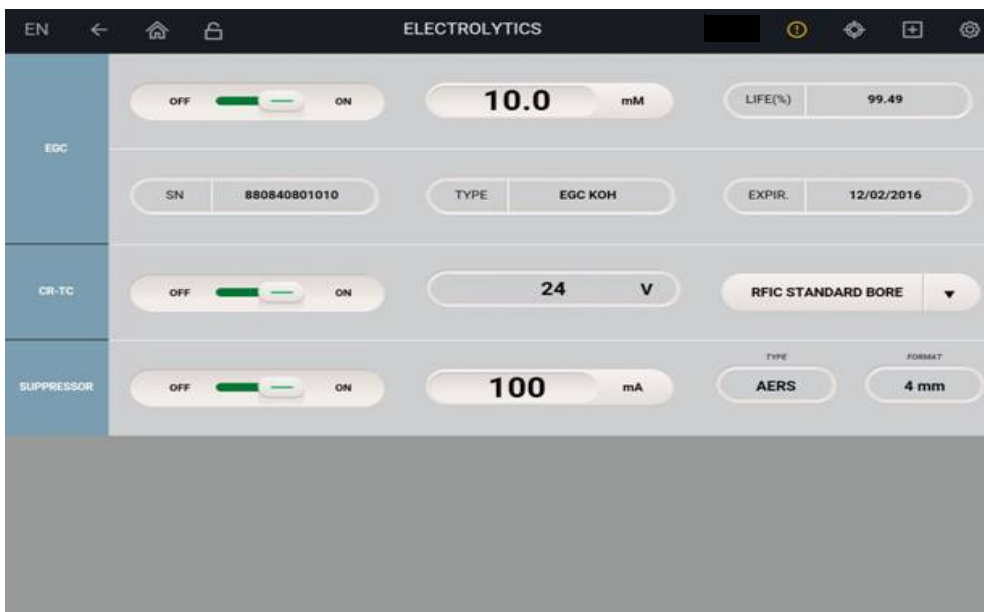 EN ELECTROLYTICS
EGC
OFF ON 10.0 mM LIFE(%) 99.49
SN 880840801010 TYPE EGC KOH EXPIR. 12/02/2016
CR-TC
OFF ON 24 V RFIC STANDARD BORE
SUPPRESSOR
TYPE FORMAT
OFF ON 100 mA AERS 4 mm